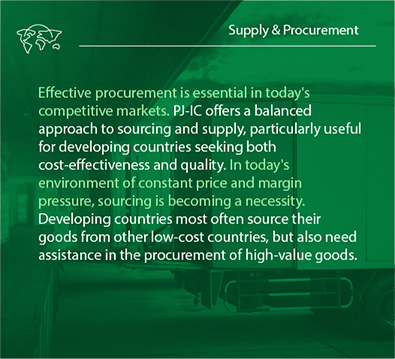 Supply & Procurement
Effective procurement is essential in today's
competitive markets. PJ-IC offers a balanced
approach to sourcing and supply, particularly useful
for developing countries seeking both
cost-effectiveness and quality. In today's
environment of constant price and margin
pressure, sourcing is becoming a necessity.
Developing countries most often source their
goods from other low-cost countries, but also need
assistance in the procurement of high-value goods.